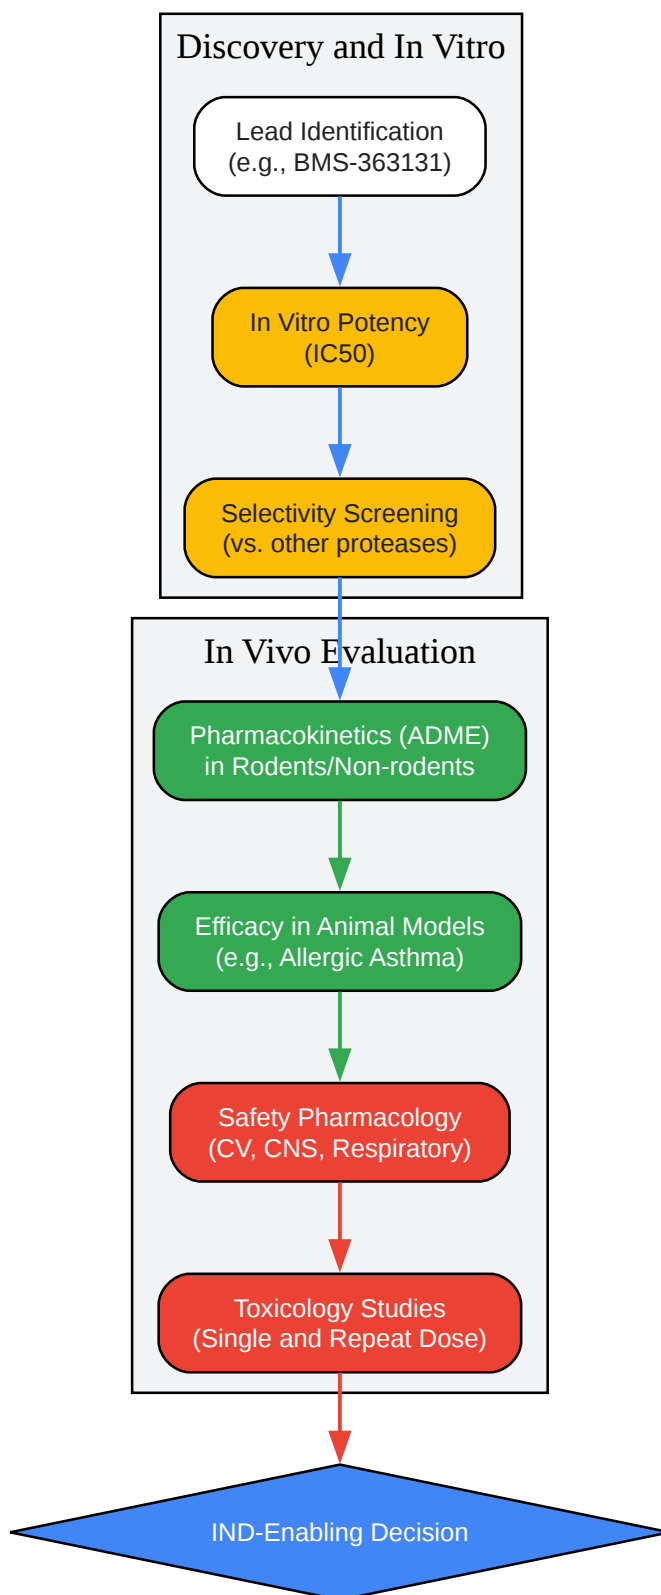 Discovery and In Vitro
Lead Identification
(e.g., BMS-363131)
In Vitro Potency
(IC50)
Selectivity Screening
(vs. other proteases)
In Vivo Evaluation
Pharmacokinetics (ADME)
in Rodents/Non-rodents
Efficacy in Animal Models
(e.g., Allergic Asthma)
Safety Pharmacology
(CV, CNS, Respiratory)
Toxicology Studies
(Single and Repeat Dose)
IND-Enabling Decision